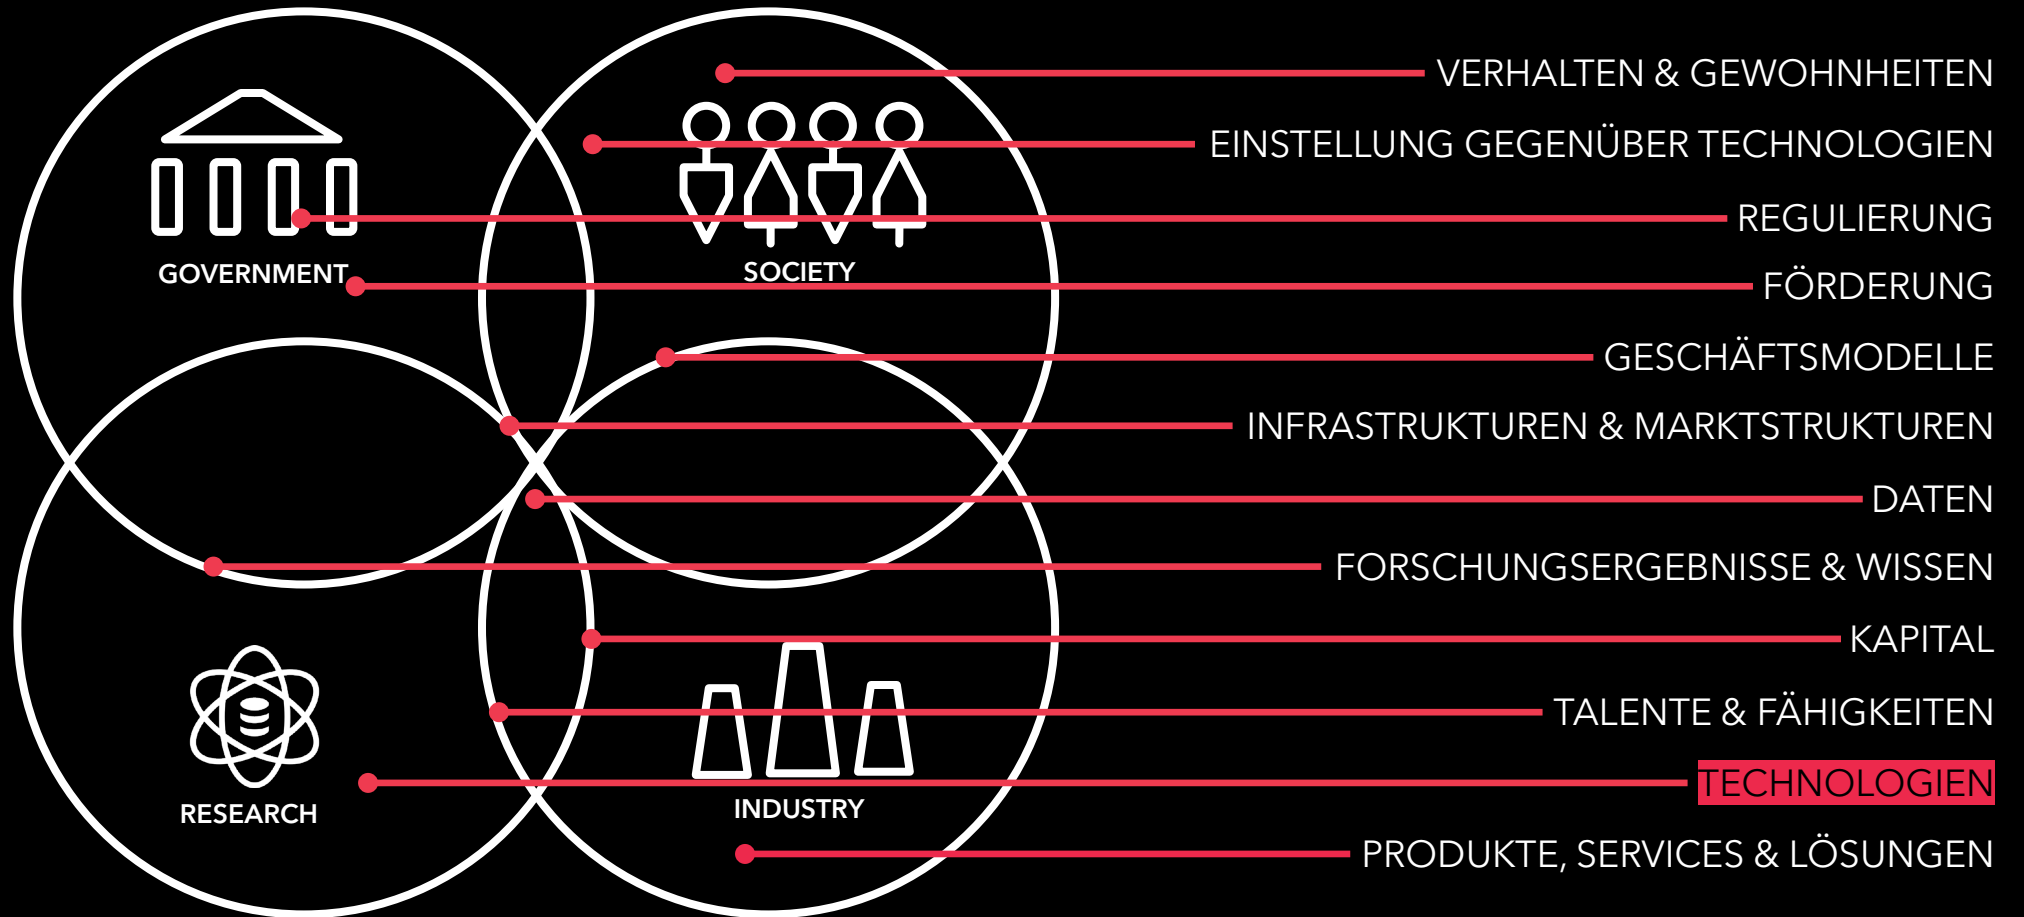 VERHALTEN & GEWOHNHEITEN
EINSTELLUNG GEGENÜBER TECHNOLOGIEN
REGULIERUNG
GOVERNMENT
SOCIETY
FÖRDERUNG
GESCHÄFTSMODELLE
INFRASTRUKTUREN & MARKTSTRUKTUREN
DATEN
FORSCHUNGSERGEBNISSE & WISSEN
KAPITAL
TALENTE & FÄHIGKEITEN
TECHNOLOGIEN
RESEARCH
INDUSTRY
PRODUKTE, SERVICES & LÖSUNGEN